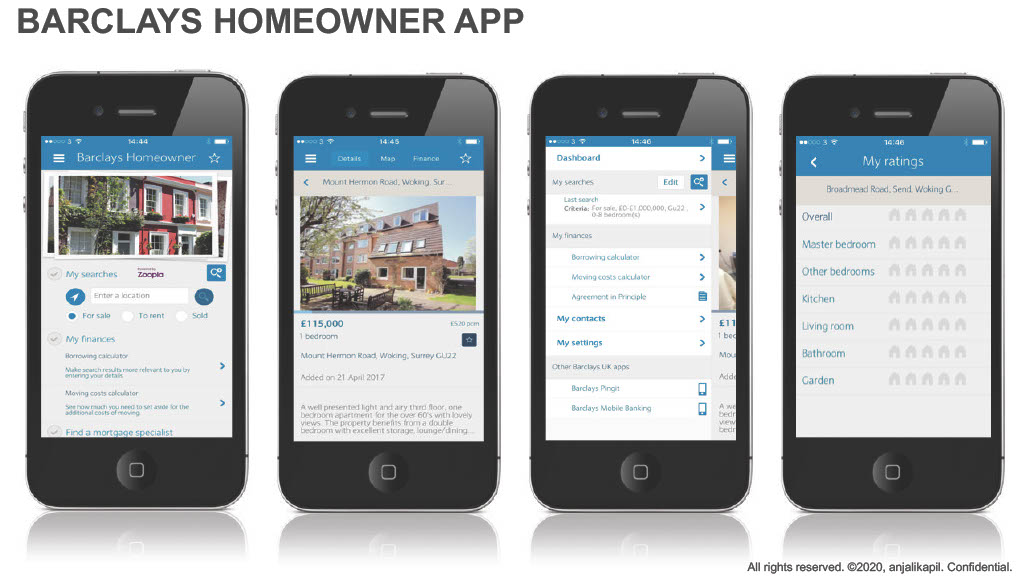 BARCLAYS HOMEOWNER APP
3
14:44
Barclays Homeowner
My searches
Zoopla
Enter a location
For sale
To rent
Sold
My finances
Borrowing calculator
Make search results more relevant to you by
entering your details
Moving costs calculator
See how much you need to set aside for the
additional costs of moving.
Find a mortgage specialist
3
14:45
Details
Map
Finance
Mount Hermon Road, Woking, Sur...
£115,000
£520 pcm
1 bedroom
Mount Hermon Road, Woking, Surrey GU22
Added on 21 April 2017
A well presented light and airy third floor, one
bedroom apartment for the over 60's with lovely
views. The property benefits from a double
bedroom with excellent storage, lounge/dining...
3
14:46
Dashboard
My searches
Edit
Last search
Criteria: For sale, £0-£1,000,000, Gu22 ,
0-8 bedroom(s)
My finances
Borrowing calculator
Moving costs calculator
Agreement in Principle
My contacts
My settings
Other Barclays UK apps:
Barclays Pingit
Barclays Mobile Banking
£11
1 bed
Mou
Adde
A we
bedr
view
bedr
3
14:46
My ratings
Broadmead Road, Send, Woking G...
Overall
Master bedroom
Other bedrooms
Kitchen
Living room
Bathroom
Garden
All rights reserved. ©2020, anjalikapil. Confidential.